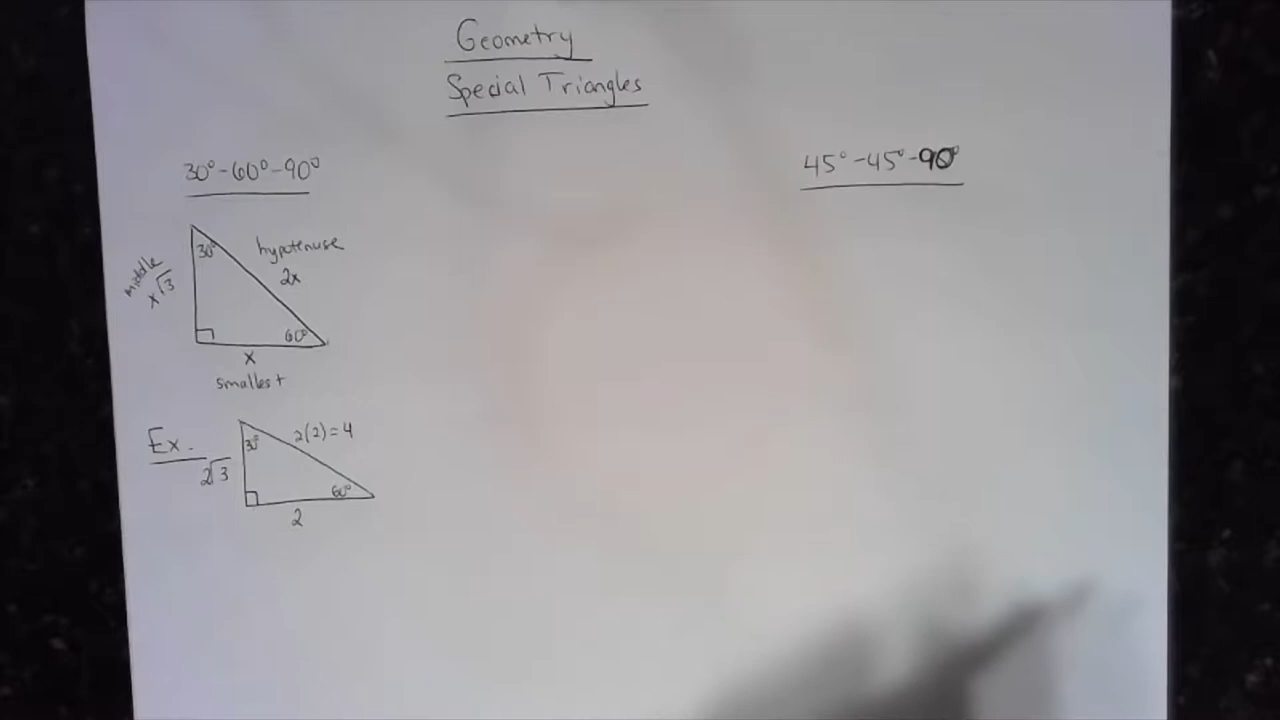 Geometry
Special Triangles
30°-60°-90°
45°-45°-90°
30°
hypotenuse
2x
middle
x√3
60°
x
smallest
Ex.
30°
2(2)=4
2√3
60°
2